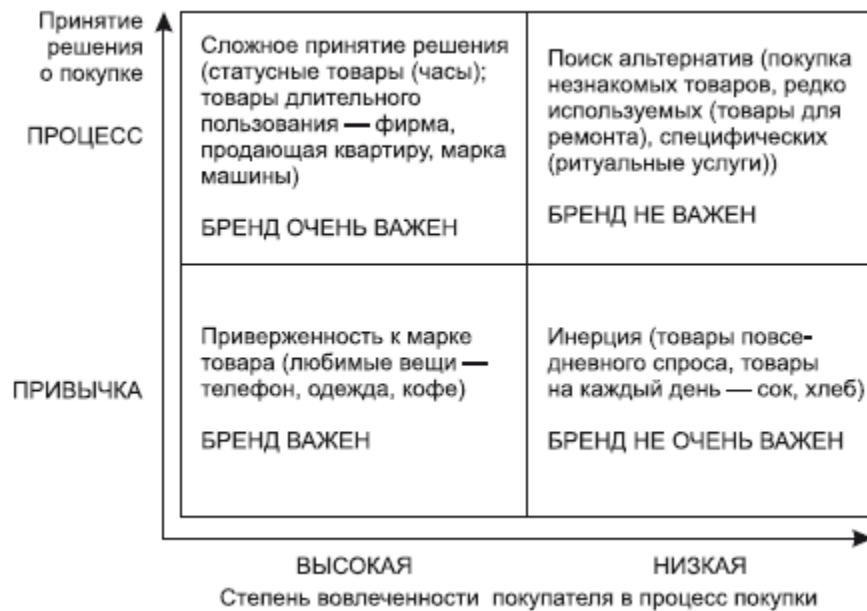 Принятие
решения
о покупке
ПРОЦЕСС
Сложное принятие решения
(статусные товары (часы);
товары длительного
пользования — фирма,
продающая квартиру, марка
машины)
БРЕНД ОЧЕНЬ ВАЖЕН
Поиск альтернатив (покупка
незнакомых товаров, редко
используемых (товары для
ремонта), специфических
(ритуальные услуги))
БРЕНД НЕ ВАЖЕН
ПРИВЫЧКА
Приверженность к марке
товара (любимые вещи —
телефон, одежда, кофе)
БРЕНД ВАЖЕН
Инерция (товары повсе-
дневного спроса, товары
на каждый день — сок, хлеб)
БРЕНД НЕ ОЧЕНЬ ВАЖЕН
ВЫСОКАЯ
НИЗКАЯ
Степень вовлеченности покупателя в процесс покупки